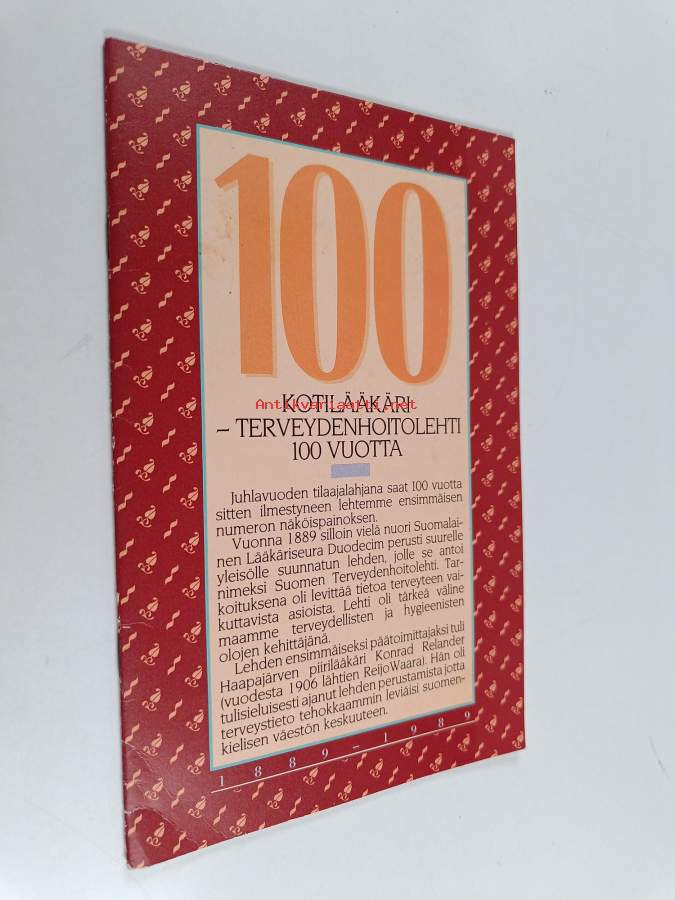 100
KOTILÄÄKÄRI
Antikvariaatti.net
– TERVEYDENHOITOLEHTI
100 VUOTTA
Juhlavuoden tilaajalahjana saat 100 vuotta
sitten ilmestyneen lehtemme ensimmäisen
numeron näköispainoksen.
Vuonna 1889 silloin vielä nuori Suomalai-
nen Lääkäriseura Duodecim perusti suurelle
yleisölle suunnatun lehden, jolle se antoi
nimeksi Suomen Terveydenhoitolehti. Tar-
koituksena oli levittää tietoa terveyteen vai-
kuttavista asioista. Lehti oli tärkeä väline
maamme terveydellisten ja hygieenisten
olojen kehittäjänä.
Lehden ensimmäiseksi päätoimittajaksi tuli
Haapajärven piirilääkäri Konrad Relander
(vuodesta 1906 lähtien Reijo Waara). Hän oli
tulisieluisesti ajanut lehden perustamista jotta
terveystieto tehokkaammin leviäisi suomen-
kielisen väestön keskuuteen.
1889–1989